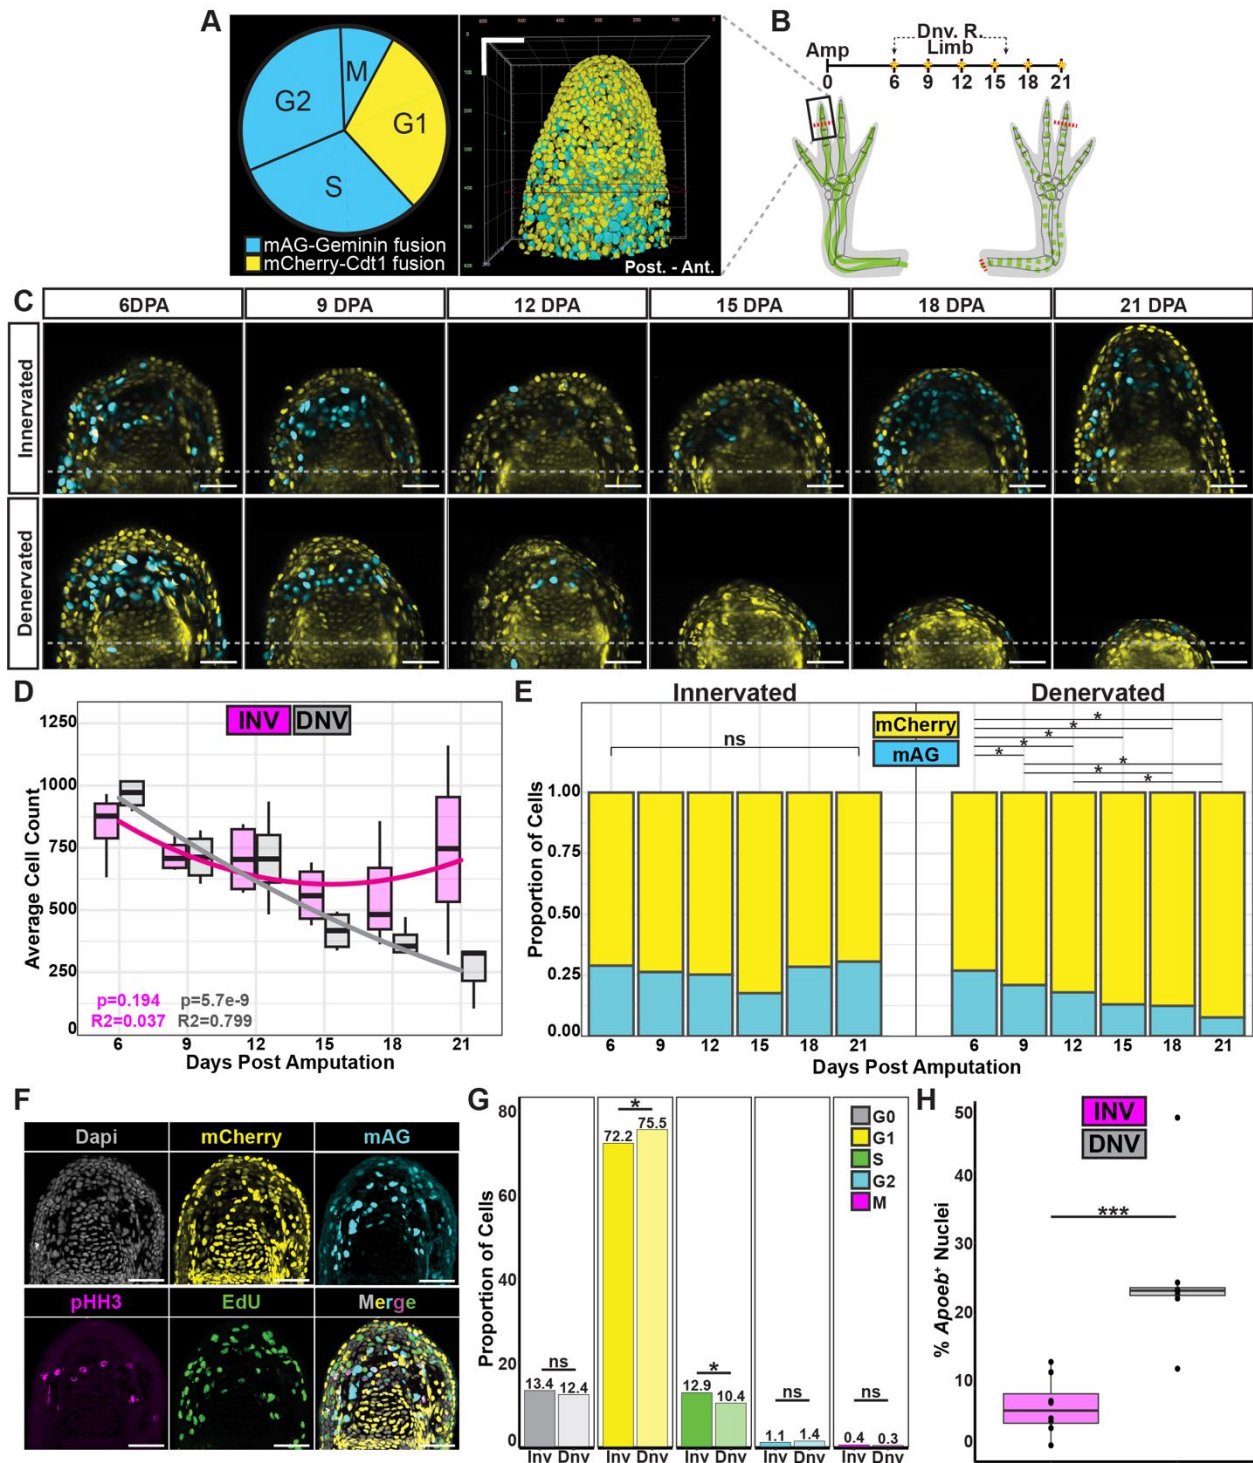 A
G2
M
G1
S
mAG-Geminin fusion
mCherry-Cdt1 fusion
Post. - Ant.
B
Dnv. R.
Limb
Amp
0 6 9 12 15 18 21
C
6DPA 9 DPA 12 DPA 15 DPA 18 DPA 21 DPA
Innervated
Denervated
D
INV DNV
Average Cell Count
1250
1000
750
500
250
0
p=0.194 p=5.7e-9
R2=0.037 R2=0.799
6 9 12 15 18 21
Days Post Amputation
E
Innervated Denervated
mCherry
mAG
ns
* * * * * * * * *
Proportion of Cells
1.00
0.75
0.50
0.25
0.00
6 9 12 15 18 21 6 9 12 15 18 21
Days Post Amputation
F
Dapi mCherry mAG
pHH3 EdU Merge
G
Proportion of Cells
80
60
40
20
0
ns * * ns ns
13.4 12.4 72.2 75.5 12.9 10.4 1.1 1.4 0.4 0.3
Inv Dnv Inv Dnv Inv Dnv Inv Dnv Inv Dnv
G0
G1
S
G2
M
H
INV
DNV
% Apoeb+ Nuclei
50
40
30
20
10
0
***